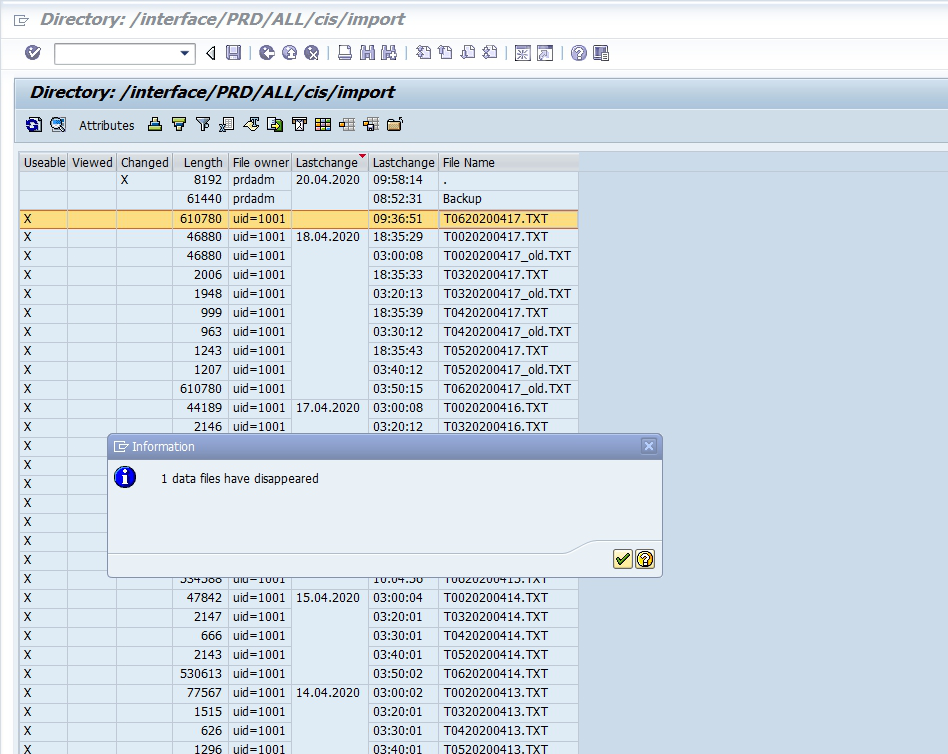 Directory: /interface/PRD/ALL/cis/import
Directory: /interface/PRD/ALL/cis/import
Attributes
Useable Viewed Changed Length File owner Lastchange Lastchange File Name
X 8192 prdadm 20.04.2020 09:58:14 .
61440 prdadm 08:52:31 Backup
X 610780 uid=1001 09:36:51 T0620200417.TXT
X 46880 uid=1001 18.04.2020 18:35:29 T0020200417.TXT
X 46880 uid=1001 03:00:08 T0020200417_old.TXT
X 2006 uid=1001 18:35:33 T0320200417.TXT
X 1948 uid=1001 03:20:13 T0320200417_old.TXT
X 999 uid=1001 18:35:39 T0420200417.TXT
X 963 uid=1001 03:30:12 T0420200417_old.TXT
X 1243 uid=1001 18:35:43 T0520200417.TXT
X 1207 uid=1001 03:40:12 T0520200417_old.TXT
X 610780 uid=1001 03:50:15 T0620200417_old.TXT
X 44189 uid=1001 17.04.2020 03:00:08 T0020200416.TXT
X 2146 uid=1001 03:20:12 T0320200416.TXT
X
Information
X
X
1 data files have disappeared
X
X
X
X
X 534588 uid=1001 16:04:56 T0620200415.TXT
X 47842 uid=1001 15.04.2020 03:00:04 T0020200414.TXT
X 2147 uid=1001 03:20:01 T0320200414.TXT
X 666 uid=1001 03:30:01 T0420200414.TXT
X 2143 uid=1001 03:40:01 T0520200414.TXT
X 530613 uid=1001 03:50:02 T0620200414.TXT
X 77567 uid=1001 14.04.2020 03:00:02 T0020200413.TXT
X 1515 uid=1001 03:20:01 T0320200413.TXT
X 626 uid=1001 03:30:01 T0420200413.TXT
X 1296 uid=1001 03:40:01 T0520200413.TXT